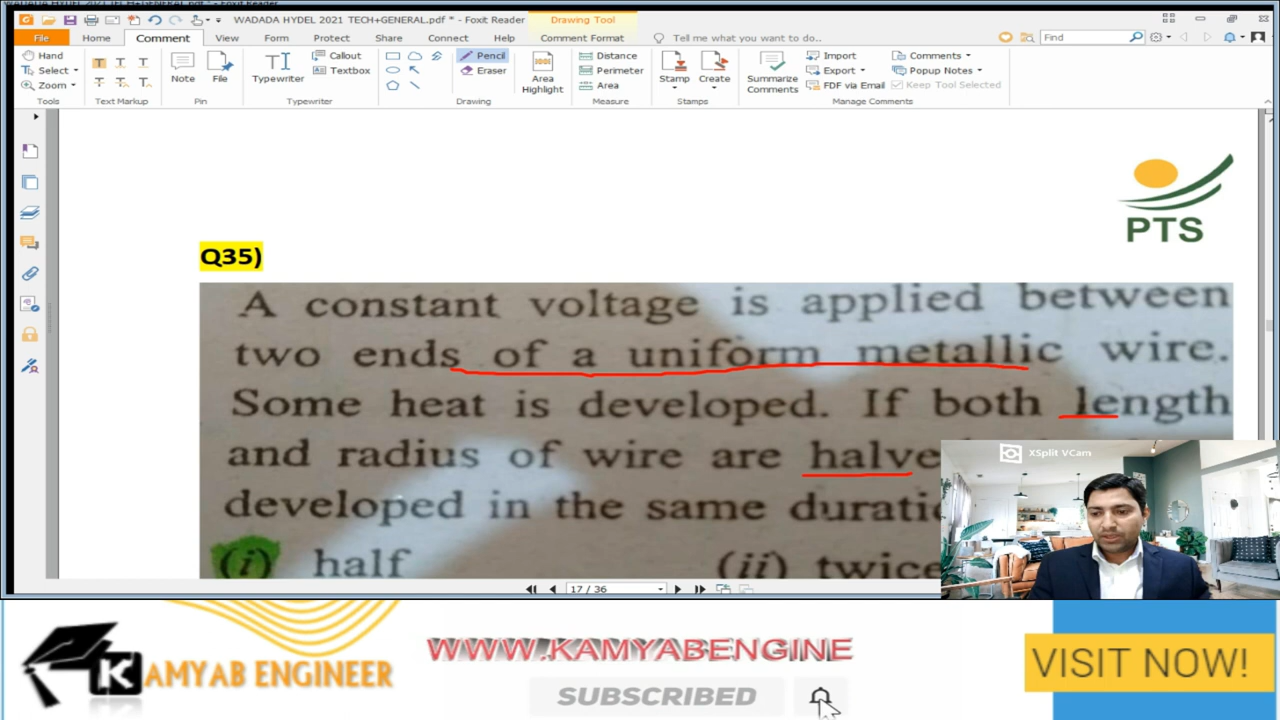 WADADA HYDEL 2021 TECH+GENERAL.pdf * - Foxit Reader
Drawing Tool
File Home Comment View Form Protect Share Connect Help Comment Format Tell me what you want to do.. Find
Hand
Select
Zoom
Tools
Text Markup
Note
File
Pin
Typewriter
Callout
Textbox
Typewriter
Pencil
Eraser
Area Highlight
Drawing
Distance
Perimeter
Area
Measure
Stamp
Create
Stamps
Summarize Comments
Import
Export
FDF via Email
Comments
Popup Notes
Keep Tool Selected
Manage Comments
PTS
Q35)
A constant voltage is applied between
two ends of a uniform metallic wire.
Some heat is developed. If both length
and radius of wire are halve
developed in the same durati
(i) half (ii) twice
XSplit VCam
17 / 36
K
AMYAB ENGINEER
WWW.KAMYABENGINE
SUBSCRIBED
VISIT NOW!